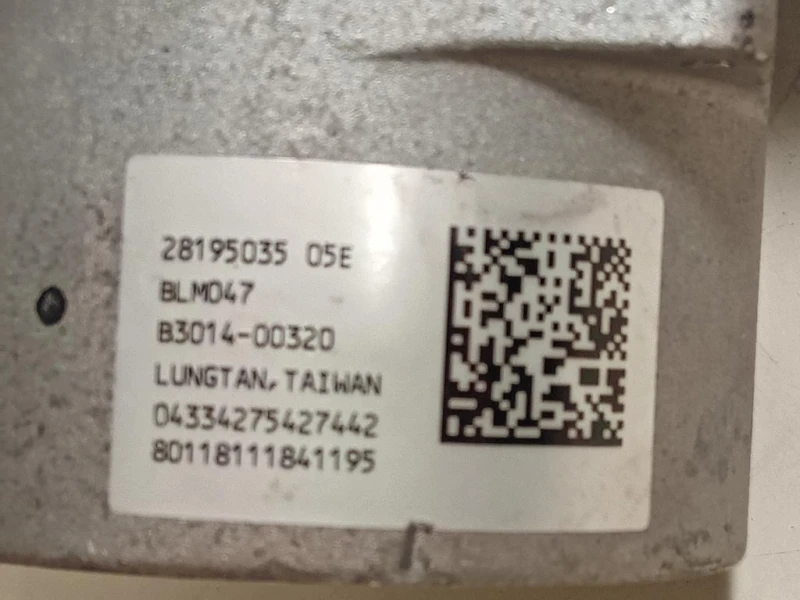 28195035 05E
BLM047
B3014-00320
LUNGTAN, TAIWAN
04334275427442
80118111841195